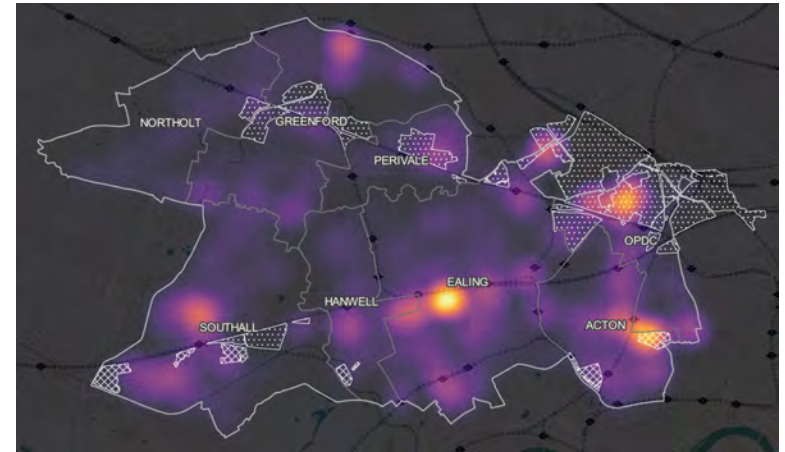 NORTHOLT
GREENFORD
PERIVALE
OPDC
EALING
HANWELL
ACTON
SOUTHALL